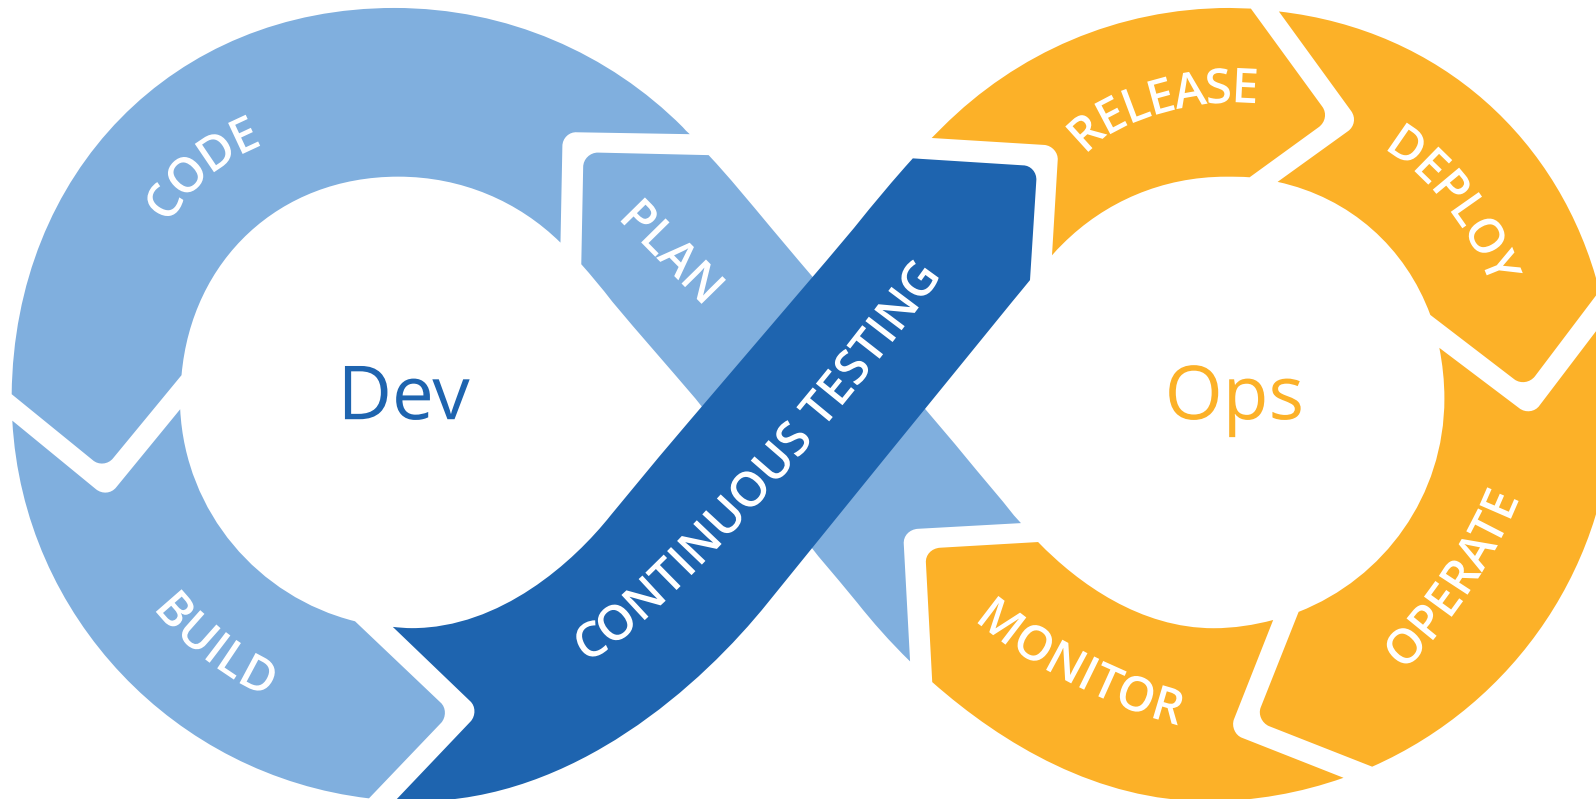 CODE
PLAN
BUILD
Dev
CONTINUOUS TESTING
RELEASE
DEPLOY
Ops
OPERATE
MONITOR